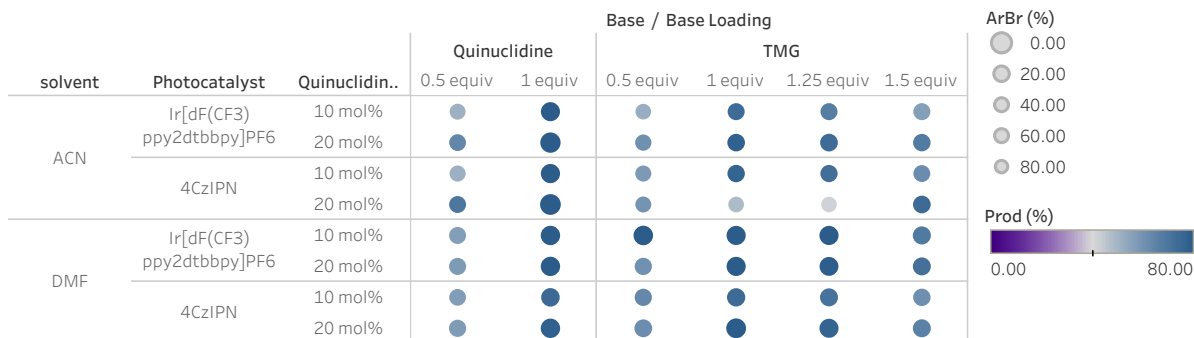 Base / Base Loading
Quinuclidine TMG
solvent Photocatalyst Quinuclidin.. 0.5 equiv 1 equiv 0.5 equiv 1 equiv 1.25 equiv 1.5 equiv
ACN
Ir[dF(CF3)
ppy2dtbbpy]PF6
10 mol%
20 mol%
4CzIPN
10 mol%
20 mol%
DMF
Ir[dF(CF3)
ppy2dtbbpy]PF6
10 mol%
20 mol%
4CzIPN
10 mol%
20 mol%
ArBr (%)
0.00
20.00
40.00
60.00
80.00
Prod (%)
0.00 80.00